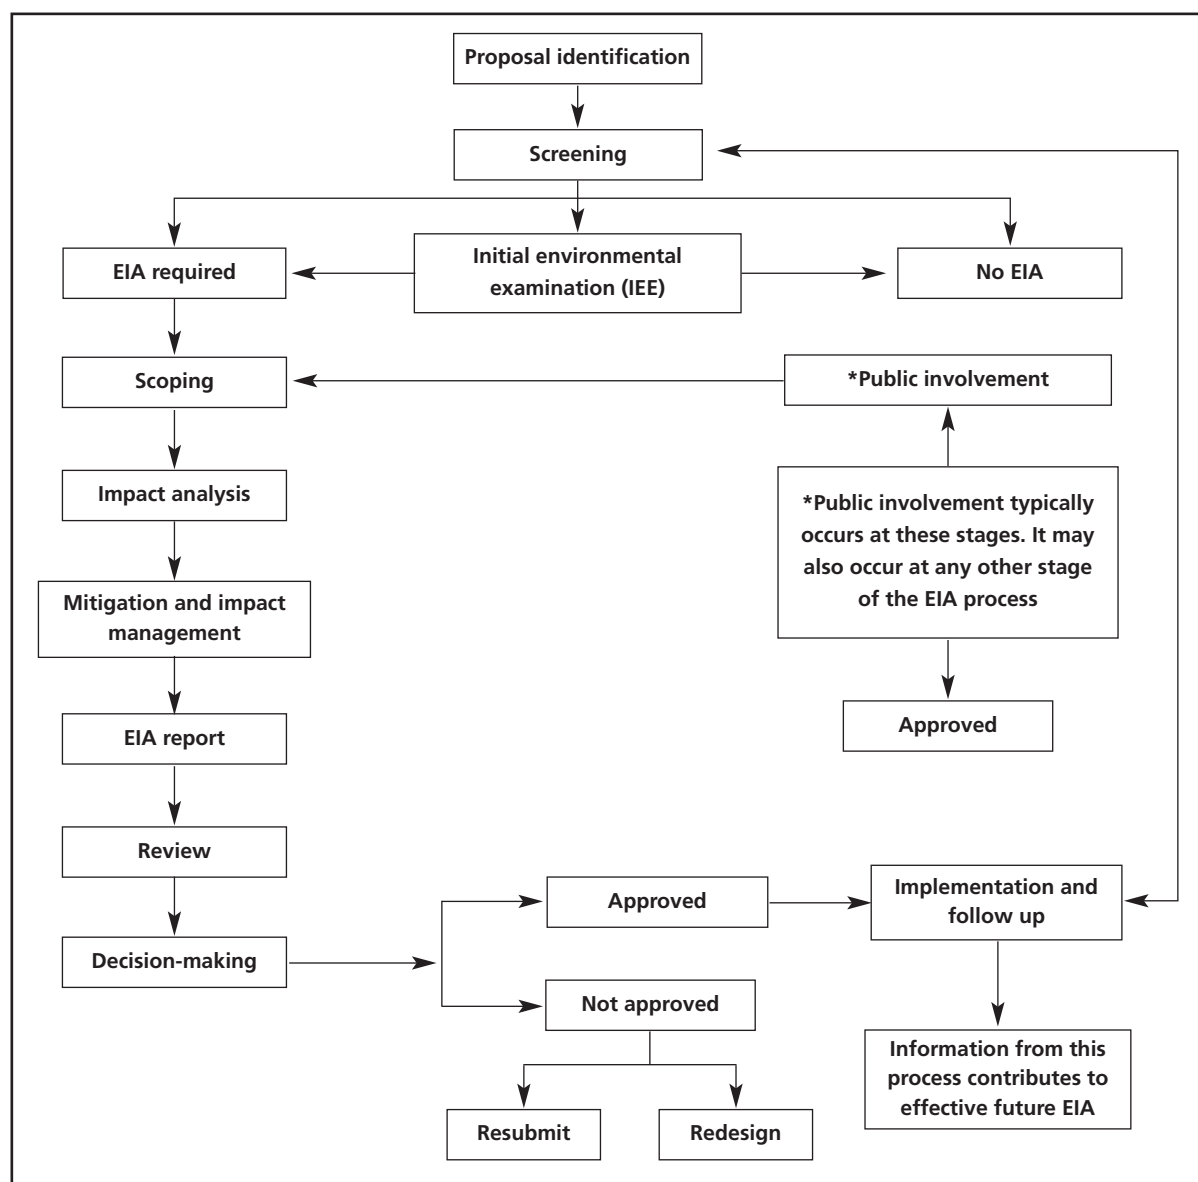 Proposal identification
Screening
EIA required
Initial environmental
examination (IEE)
No EIA
Scoping
*Public involvement
Impact analysis
*Public involvement typically
occurs at these stages. It may
also occur at any other stage
of the EIA process
Mitigation and impact
management
EIA report
Approved
Review
Approved
Implementation and
follow up
Decision-making
Not approved
Information from this
process contributes to
effective future EIA
Resubmit
Redesign